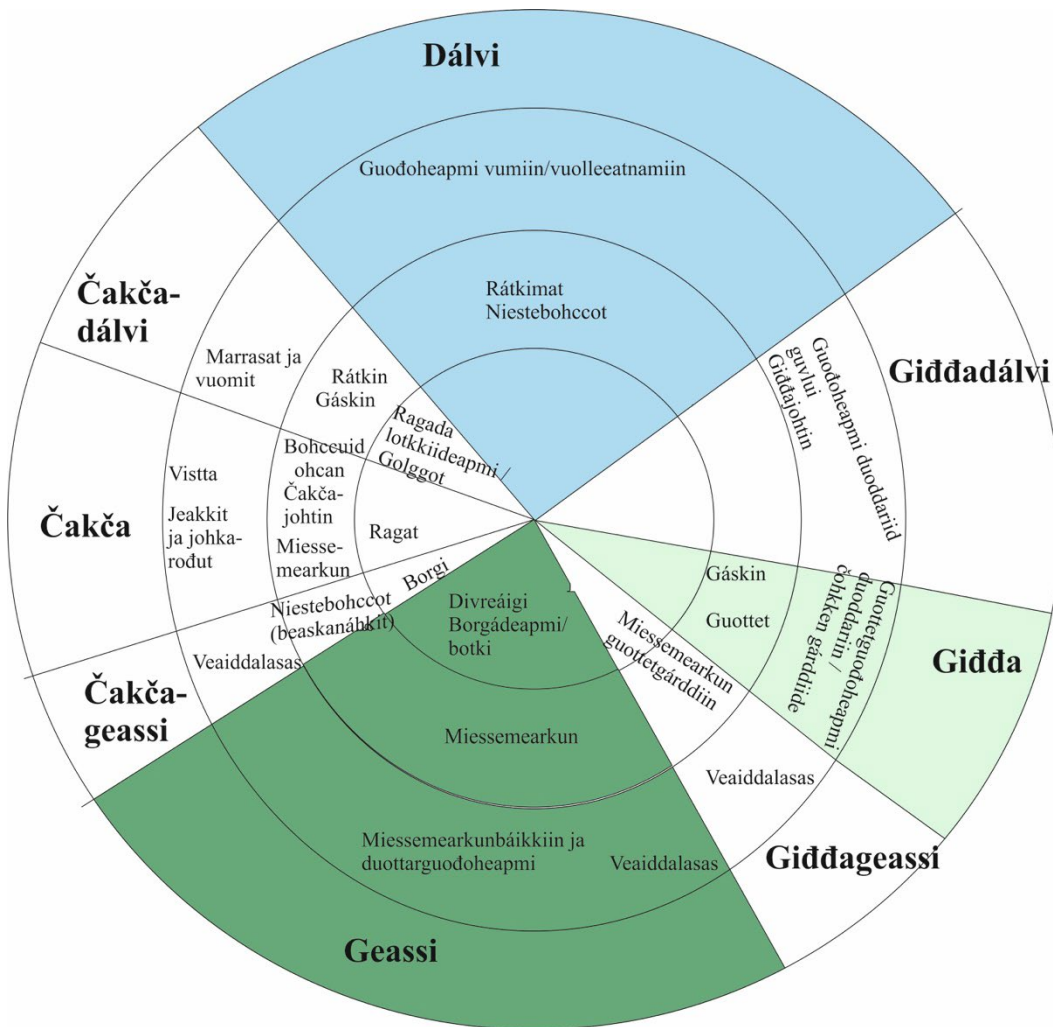 Dálvi
Guođoheapmi vumiin/vuolleeatnamiin
Rátkimat
Niestebohccot
Giđđadálvi
Guođoheapmi duoddariid
guvlui
Giđđajohtin
Giđđa
Gáskin
Guottet
Guottetguođoheapmi
duoddariin /
čohkken gárddiide
Giđđageassi
Veaiddalasas
Miessemearkun
guottetgárddiin
Geassi
Divreáigi
Borgádeapmi/
botki
Miessemearkun
Miessemearkunbáikkiin ja
duottarguođoheapmi
Veaiddalasas
Čakča-
geassi
Veaiddalasas
Niestebohccot
(beaskanáhkit)
Borgi
Čakča
Vistta
Jeakkit
ja johka-
rođut
Bohccuid
ohcan
Čakča-
johtin
Miesse-
mearkun
Ragat
Čakča-
dálvi
Marrasat ja
vuomit
Rátkin
Gáskin
Ragada
lotkkiideapmi /
Golggot